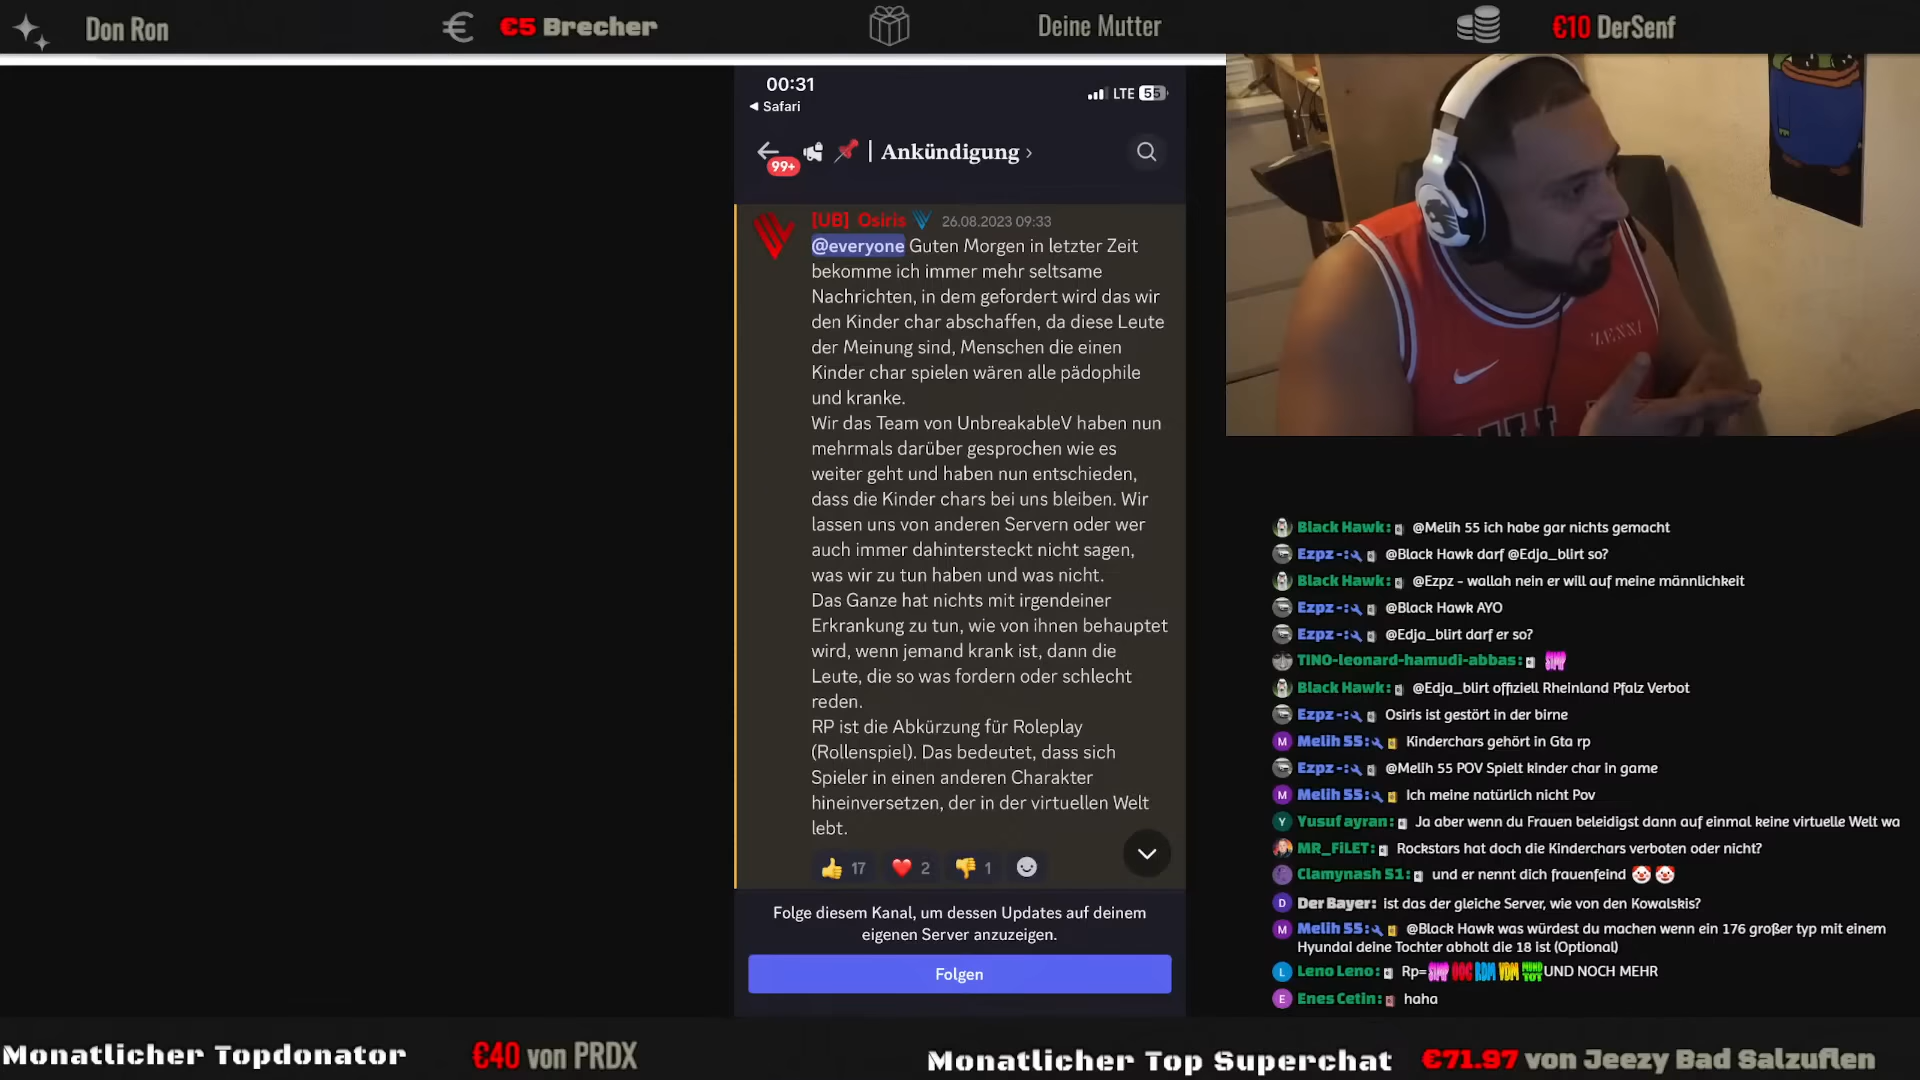 Don Ron
€5 Brecher
Deine Mutter
€10 DerSenf
00:31
Safari
LTE 55
99+
| Ankündigung ›
[UB] Osiris 26.08.2023 09:33
@everyone Guten Morgen in letzter Zeit
bekomme ich immer mehr seltsame
Nachrichten, in dem gefordert wird das wir
den Kinder char abschaffen, da diese Leute
der Meinung sind, Menschen die einen
Kinder char spielen wären alle pädophile
und kranke.
Wir das Team von UnbreakableV haben nun
mehrmals darüber gesprochen wie es
weiter geht und haben nun entschieden,
dass die Kinder chars bei uns bleiben. Wir
lassen uns von anderen Servern oder wer
auch immer dahintersteckt nicht sagen,
was wir zu tun haben und was nicht.
Das Ganze hat nichts mit irgendeiner
Erkrankung zu tun, wie von ihnen behauptet
wird, wenn jemand krank ist, dann die
Leute, die so was fordern oder schlecht
reden.
RP ist die Abkürzung für Roleplay
(Rollenspiel). Das bedeutet, dass sich
Spieler in einen anderen Charakter
hineinversetzen, der in der virtuellen Welt
lebt.
17 2 1
Folge diesem Kanal, um dessen Updates auf deinem
eigenen Server anzuzeigen.
Folgen
ZENNI
Black Hawk: @Melih 55 ich habe gar nichts gemacht
Ezpz -: @Black Hawk darf @Edja_blirt so?
Black Hawk: @Ezpz - wallah nein er will auf meine männlichkeit
Ezpz -: @Black Hawk AYO
Ezpz -: @Edja_blirt darf er so?
TINO-leonard-hamudi-abbas: SIMP
Black Hawk: @Edja_blirt offiziell Rheinland Pfalz Verbot
Ezpz -: Osiris ist gestört in der birne
M Melih 55: Kinderchars gehört in Gta rp
Ezpz -: @Melih 55 POV Spielt kinder char in game
M Melih 55: Ich meine natürlich nicht Pov
Y Yusuf ayran: Ja aber wenn du Frauen beleidigst dann auf einmal keine virtuelle Welt wa
MR_FiLET: Rockstars hat doch die Kinderchars verboten oder nicht?
Clamynash 51: und er nennt dich frauenfeind
D Der Bayer: ist das der gleiche Server, wie von den Kowalskis?
M Melih 55: @Black Hawk was würdest du machen wenn ein 176 großer typ mit einem
Hyundai deine Tochter abholt die 18 ist (Optional)
L Leno Leno: Rp= SIMP OOC RDM VDM UND NOCH MEHR
E Enes Cetin: haha
Monatlicher Topdonator
€40 von PRDX
Monatlicher Top Superchat
€71.97 von Jeezy Bad Salzuflen